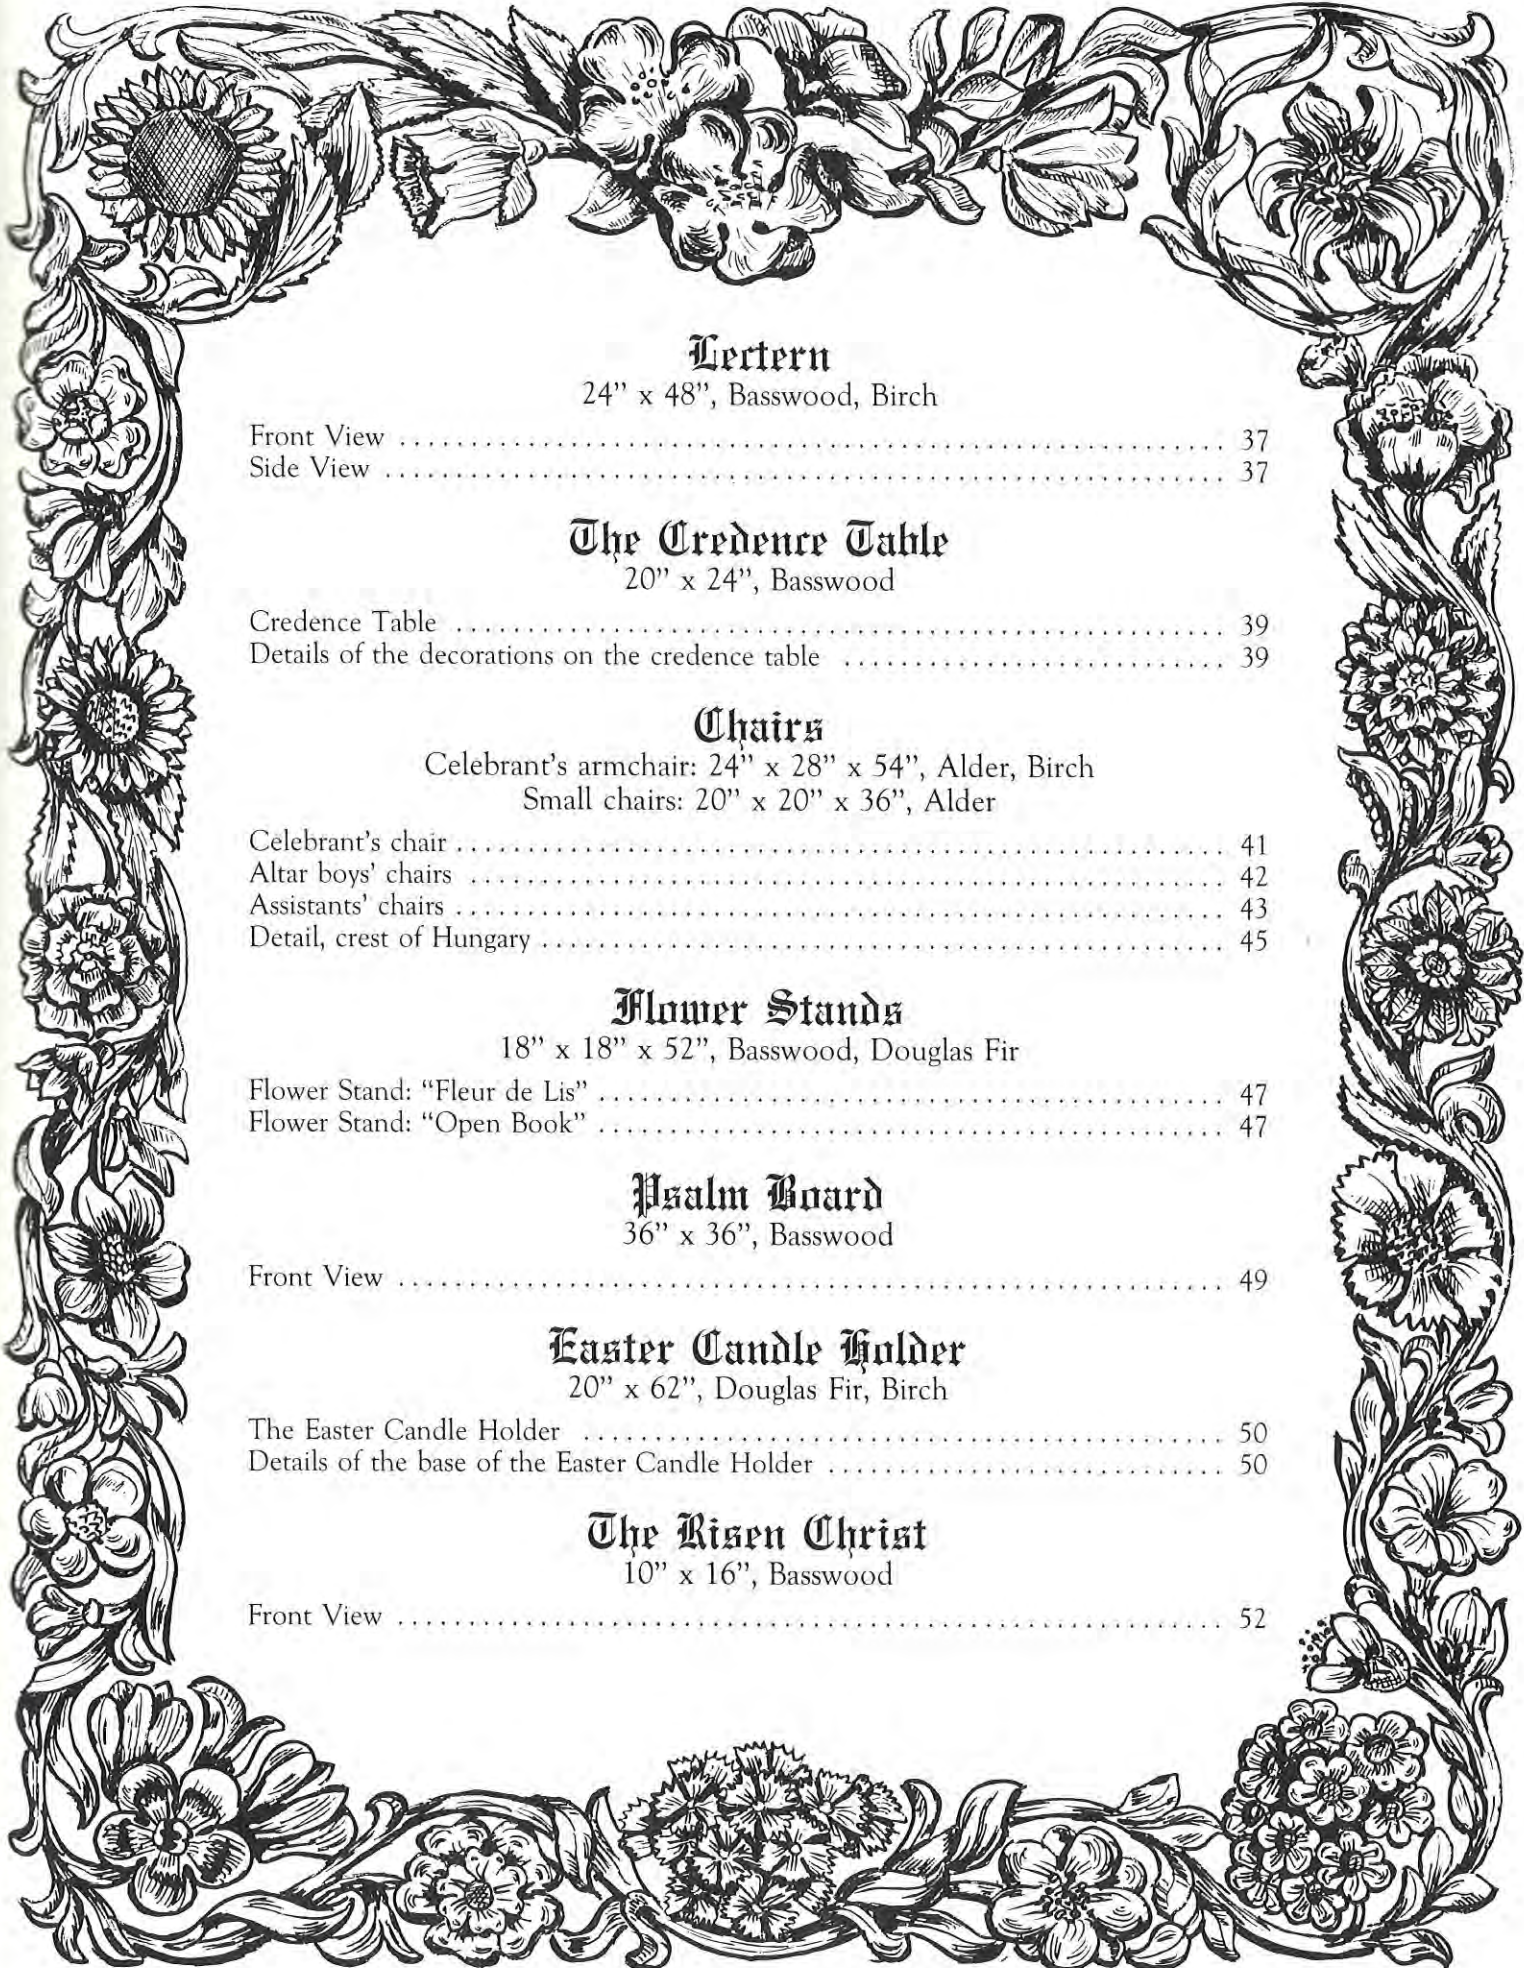 Lectern
24" x 48", Basswood, Birch
Front View ........ 37
Side View ........ 37
The Credence Table
20" x 24", Basswood
Credence Table ........ 39
Details of the decorations on the credence table ........ 39
Chairs
Celebrant's armchair: 24" x 28" x 54", Alder, Birch
Small chairs: 20" x 20" x 36", Alder
Celebrant's chair ........ 41
Altar boys' chairs ........ 42
Assistants' chairs ........ 43
Detail, crest of Hungary ........ 45
Flower Stands
18" x 18" x 52", Basswood, Douglas Fir
Flower Stand: "Fleur de Lis" ........ 47
Flower Stand: "Open Book" ........ 47
Psalm Board
36" x 36", Basswood
Front View ........ 49
Easter Candle Holder
20" x 62", Douglas Fir, Birch
The Easter Candle Holder ........ 50
Details of the base of the Easter Candle Holder ........ 50
The Risen Christ
10" x 16", Basswood
Front View ........ 52